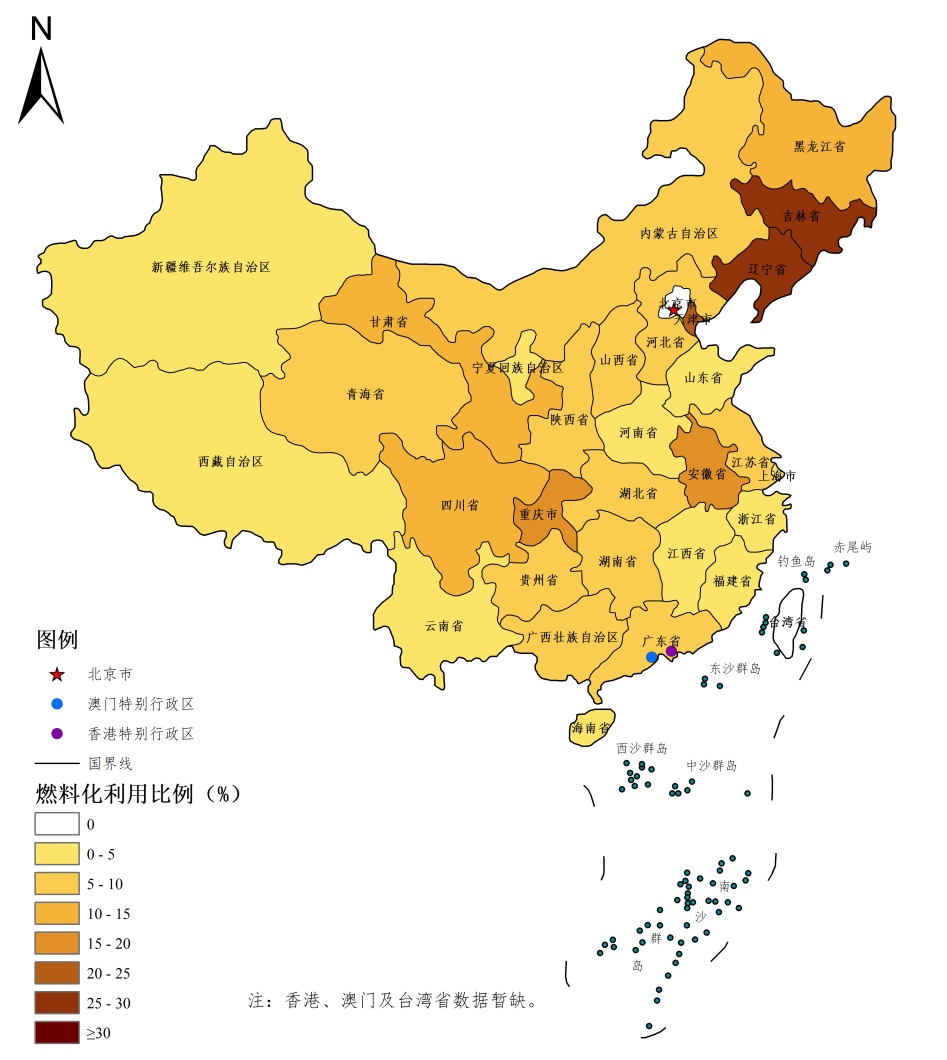 N
黑龙江省
吉林省
内蒙古自治区
辽宁省
新疆维吾尔族自治区
北京市
天津市
甘肃省
河北省
山西省
宁夏回族自治区
山东省
青海省
陕西省
河南省
西藏自治区
江苏省
安徽省
上海市
湖北省
四川省
重庆市
浙江省
赤尾屿
钓鱼岛
江西省
湖南省
贵州省
福建省
台湾省
云南省
广西壮族自治区
广东省
东沙群岛
海南省
西沙群岛
中沙群岛
南
沙
群
岛
图例
北京市
澳门特别行政区
香港特别行政区
国界线
燃料化利用比例（%）
0
0 - 5
5 - 10
10 - 15
15 - 20
20 - 25
25 - 30
≥30
注：香港、澳门及台湾省数据暂缺。